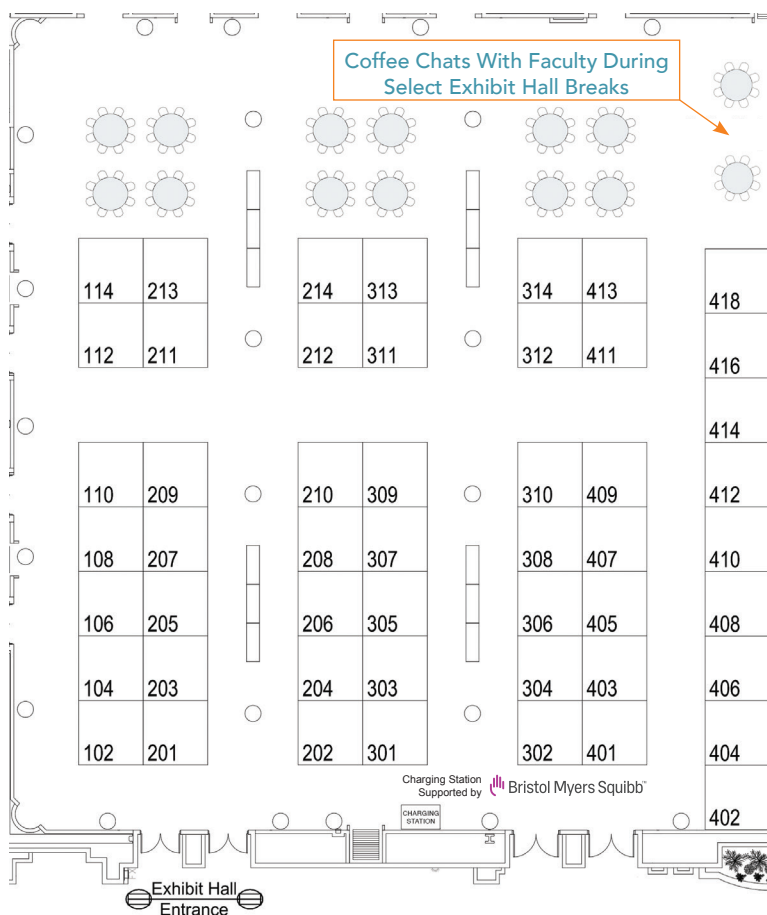 Coffee Chats With Faculty During
Select Exhibit Hall Breaks
114 213 214 313 314 413
418
112 211 212 311 312 411
416
414
110 209 210 309 310 409 412
108 207 208 307 308 407 410
106 205 206 305 306 405 408
104 203 204 303 304 403 406
102 201 202 301 302 401 404
Charging Station
Supported by
Bristol Myers Squibb™
CHARGING
STATION
402
Exhibit Hall
Entrance